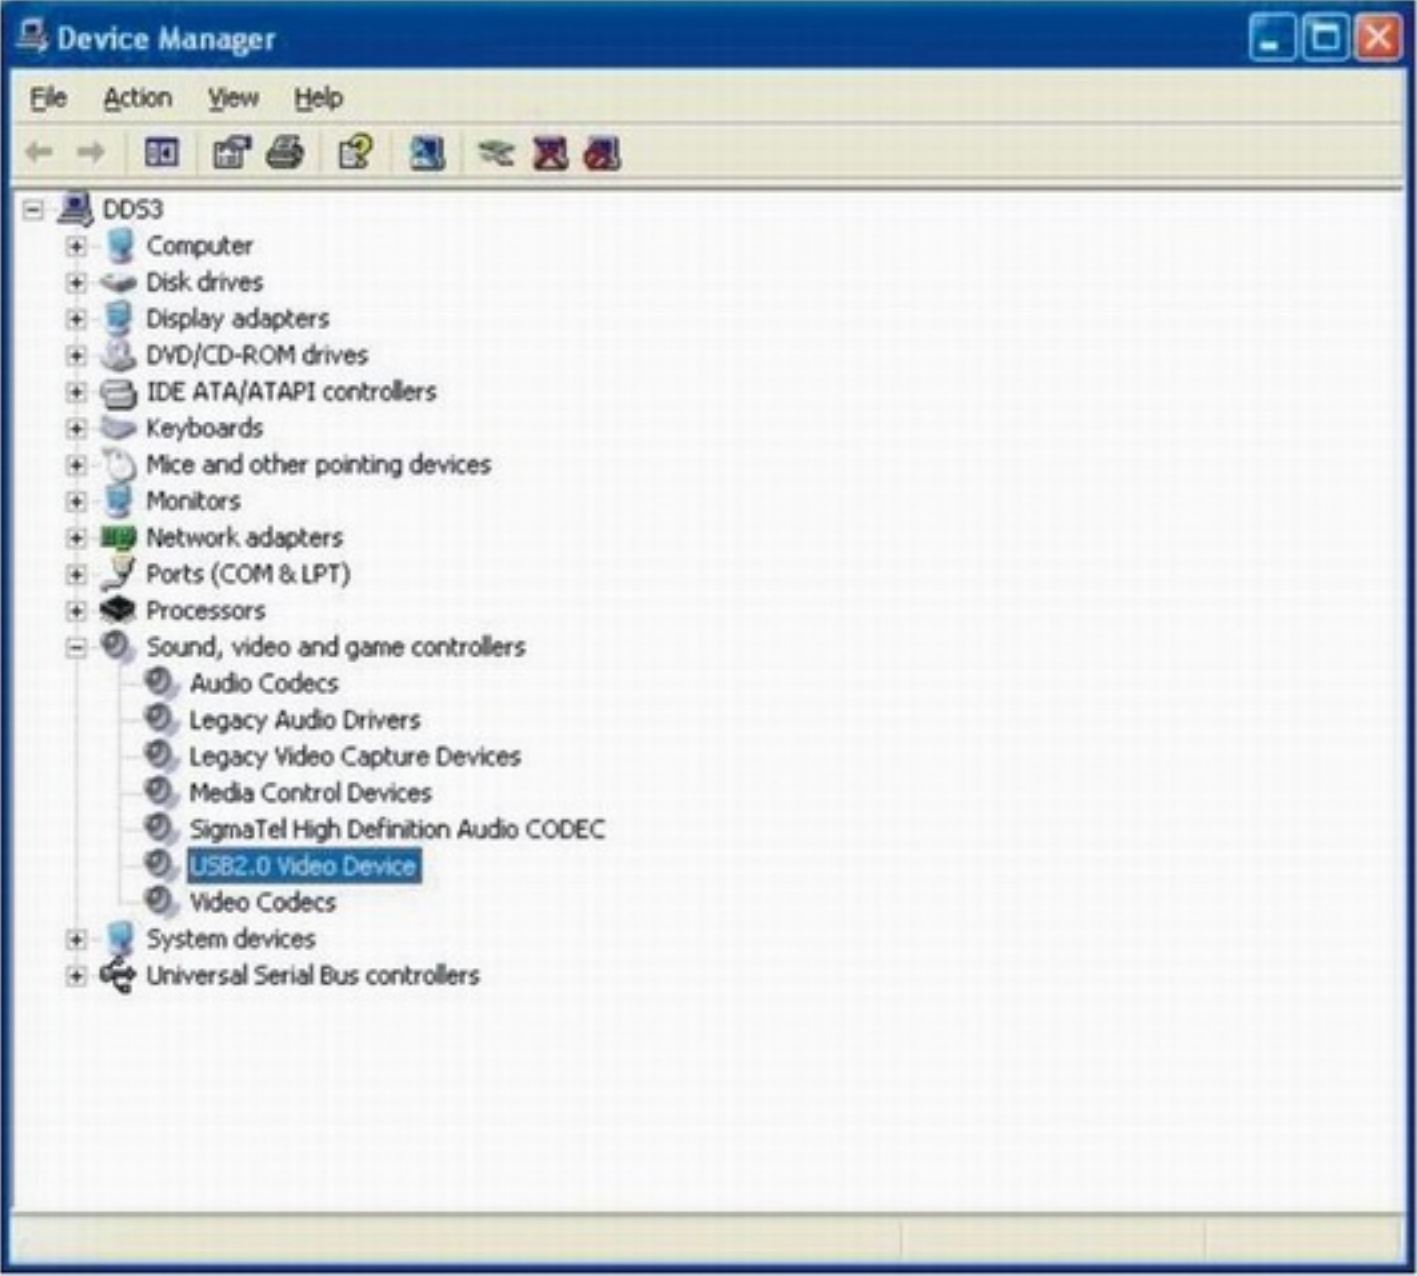 Device Manager
File Action View Help
DDS3
Computer
Disk drives
Display adapters
DVD/CD-ROM drives
IDE ATA/ATAPI controllers
Keyboards
Mice and other pointing devices
Monitors
Network adapters
Ports (COM & LPT)
Processors
Sound, video and game controllers
Audio Codecs
Legacy Audio Drivers
Legacy Video Capture Devices
Media Control Devices
SigmaTel High Definition Audio CODEC
USB2.0 Video Device
Video Codecs
System devices
Universal Serial Bus controllers